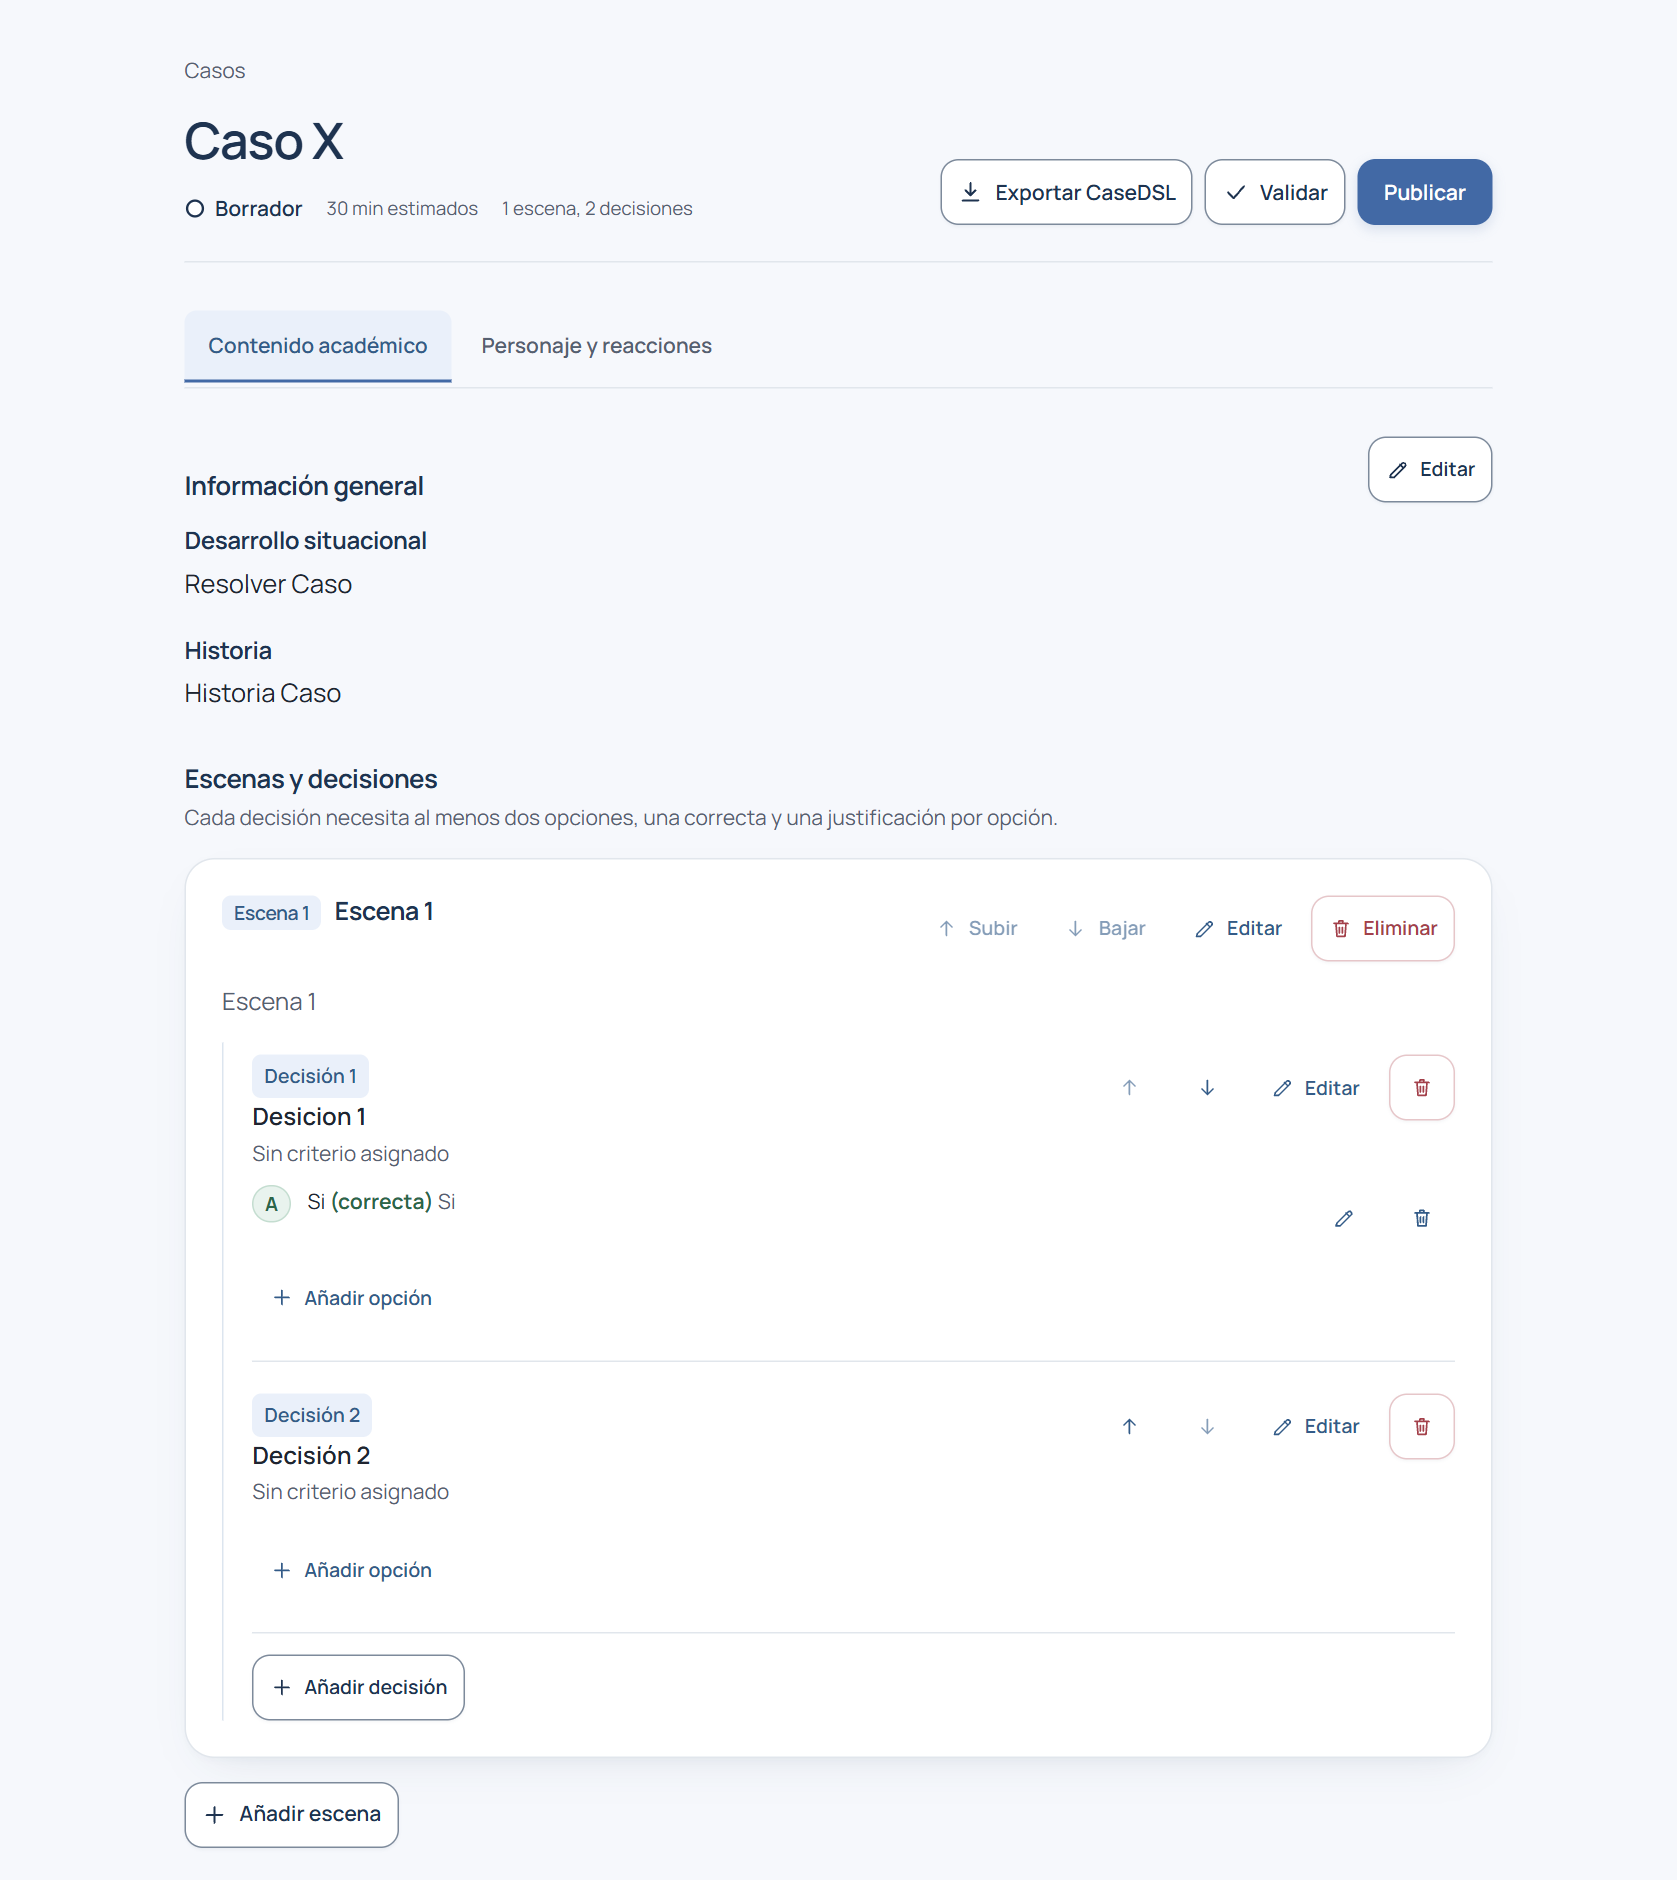 Casos
Caso X
Borrador 30 min estimados 1 escena, 2 decisiones
Exportar CaseDSL Validar Publicar
Contenido académico Personaje y reacciones
Información general
Editar
Desarrollo situacional
Resolver Caso
Historia
Historia Caso
Escenas y decisiones
Cada decisión necesita al menos dos opciones, una correcta y una justificación por opción.
Escena 1 Escena 1
Subir Bajar Editar Eliminar
Escena 1
Decisión 1
Editar
Desicion 1
Sin criterio asignado
A Si (correcta) Si
Añadir opción
Decisión 2
Editar
Decisión 2
Sin criterio asignado
Añadir opción
Añadir decisión
Añadir escena